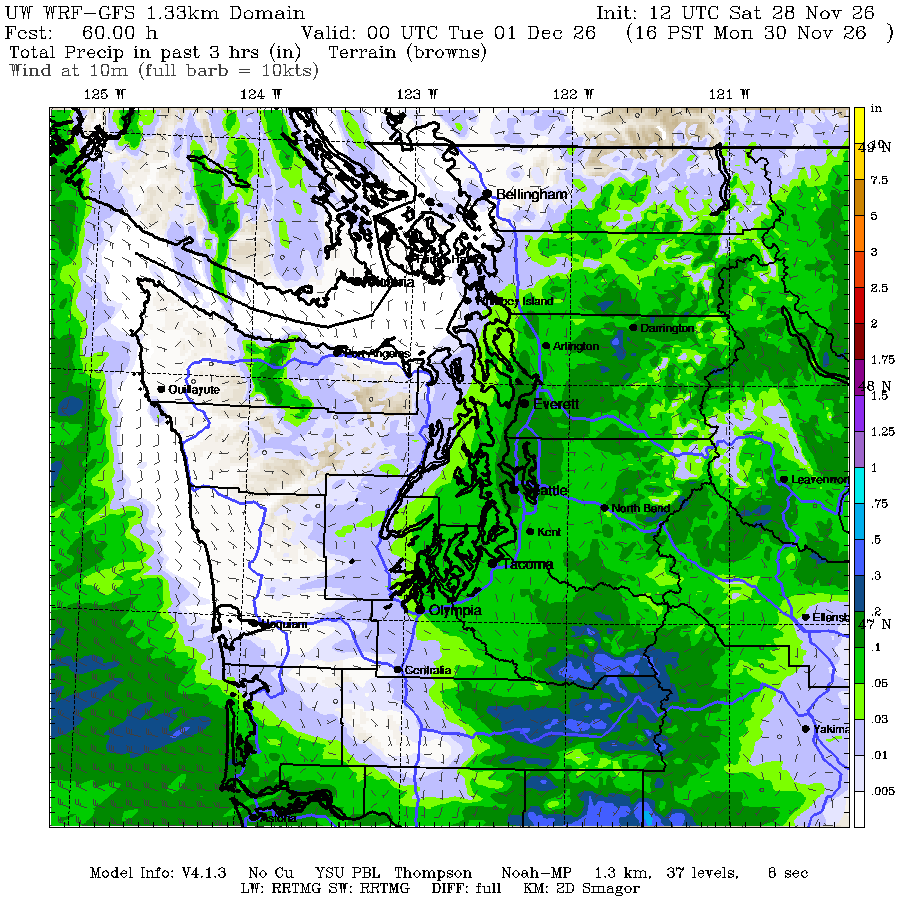 UW WRF-GFS 1.33km Domain Init: 12 UTC Sat 28 Nov 26
Fcst: 60.00 h Valid: 00 UTC Tue 01 Dec 26 (16 PST Mon 30 Nov 26 )
Total Precip in past 3 hrs (in) Terrain (browns)
Wind at 10m (full barb = 10kts)
125 W 124 W 123 W 122 W 121 W
in
10
7.5
5
3
2.5
2
1.75
1.5
1.25
1
.75
.5
.3
.2
.1
.05
.03
.01
.005
N
48 N
47 N
Bellingham
Victoria
Island
Darrington
Port Angeles
Arlington
Quillayute
Everett
Leavenwor
Seattle
North Bend
Kent
Tacoma
Olympia
Ellensb
Hoquiam
Centralia
Yakima
Astoria
Model Info: V4.1.3 No Cu YSU PBL Thompson Noah-MP 1.3 km, 37 levels, 8 sec
LW: RRTMG SW: RRTMG DIFF: full KM: 2D Smagor